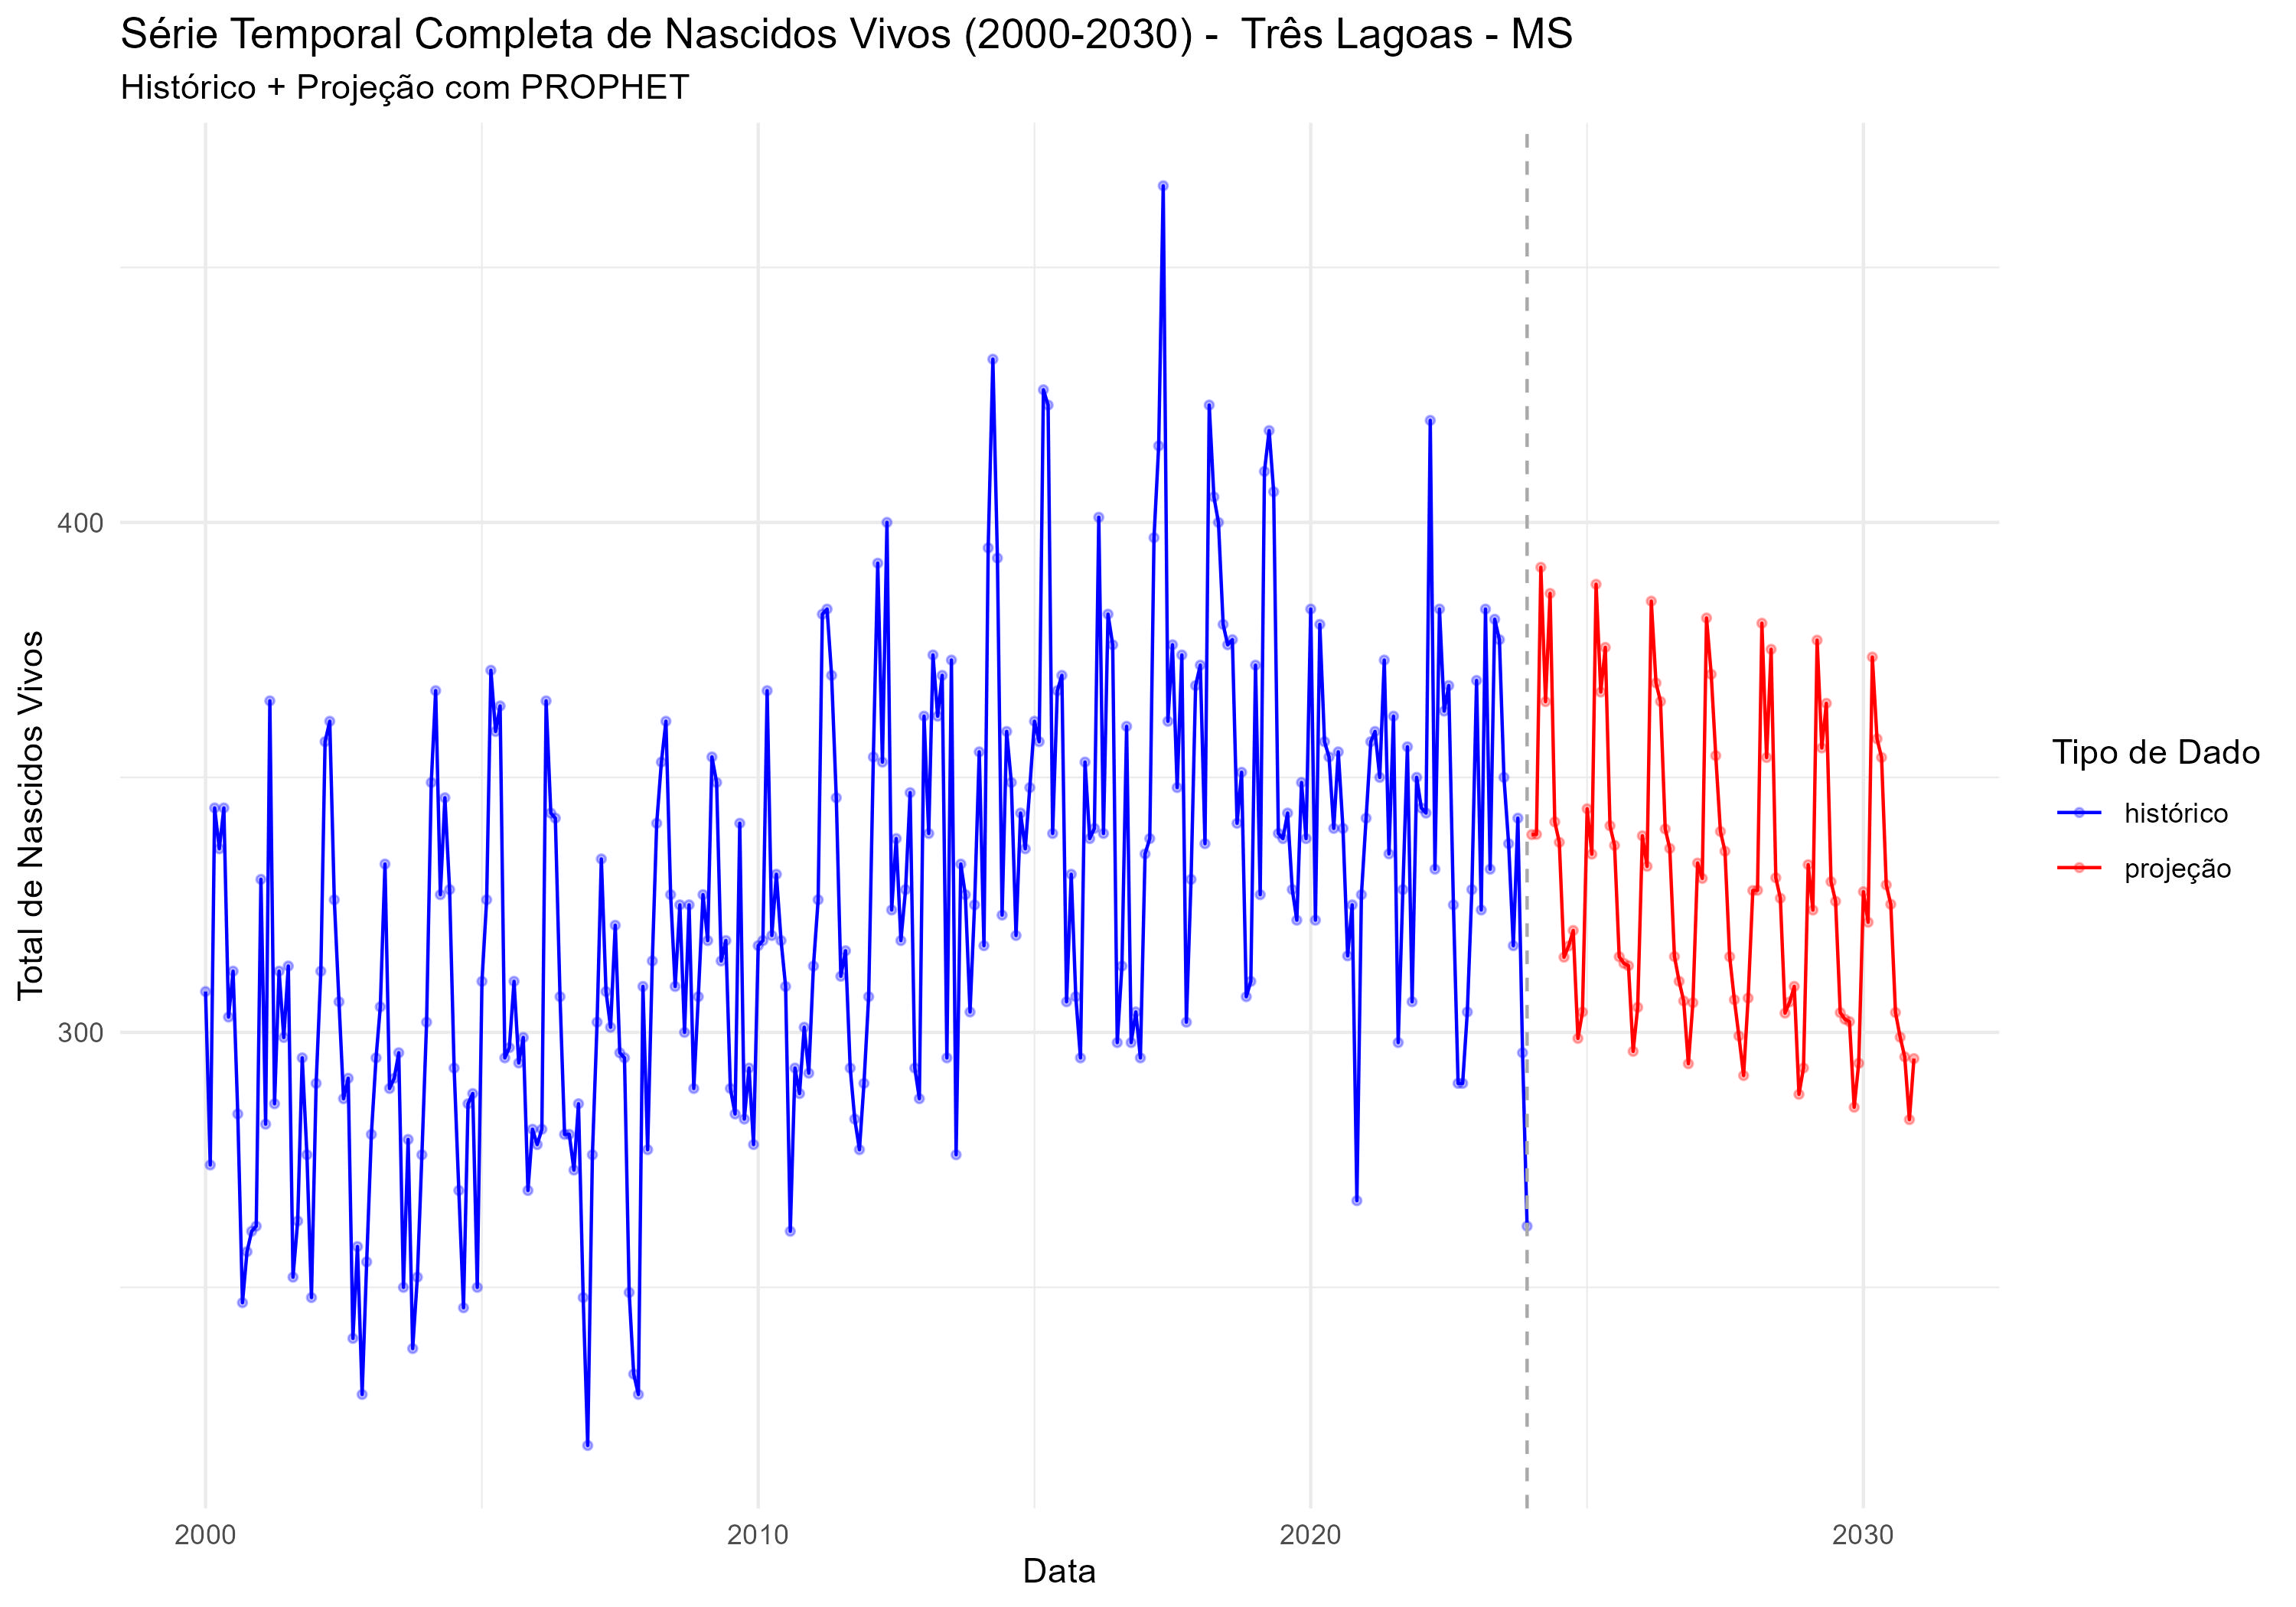 Série Temporal Completa de Nascidos Vivos (2000-2030) -  Três Lagoas - MS
Histórico + Projeção com PROPHET
Total de Nascidos Vivos
400
300
2000
2010
2020
2030
Data
Tipo de Dado
histórico
projeção